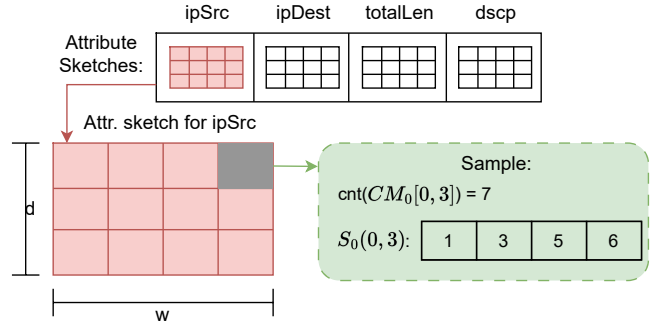 ipSrc ipDest totalLen dscp
Attribute
Sketches:
Attr. sketch for ipSrc
d
w
Sample:
cnt(CM₀[0, 3]) = 7
S₀(0, 3): 1 3 5 6